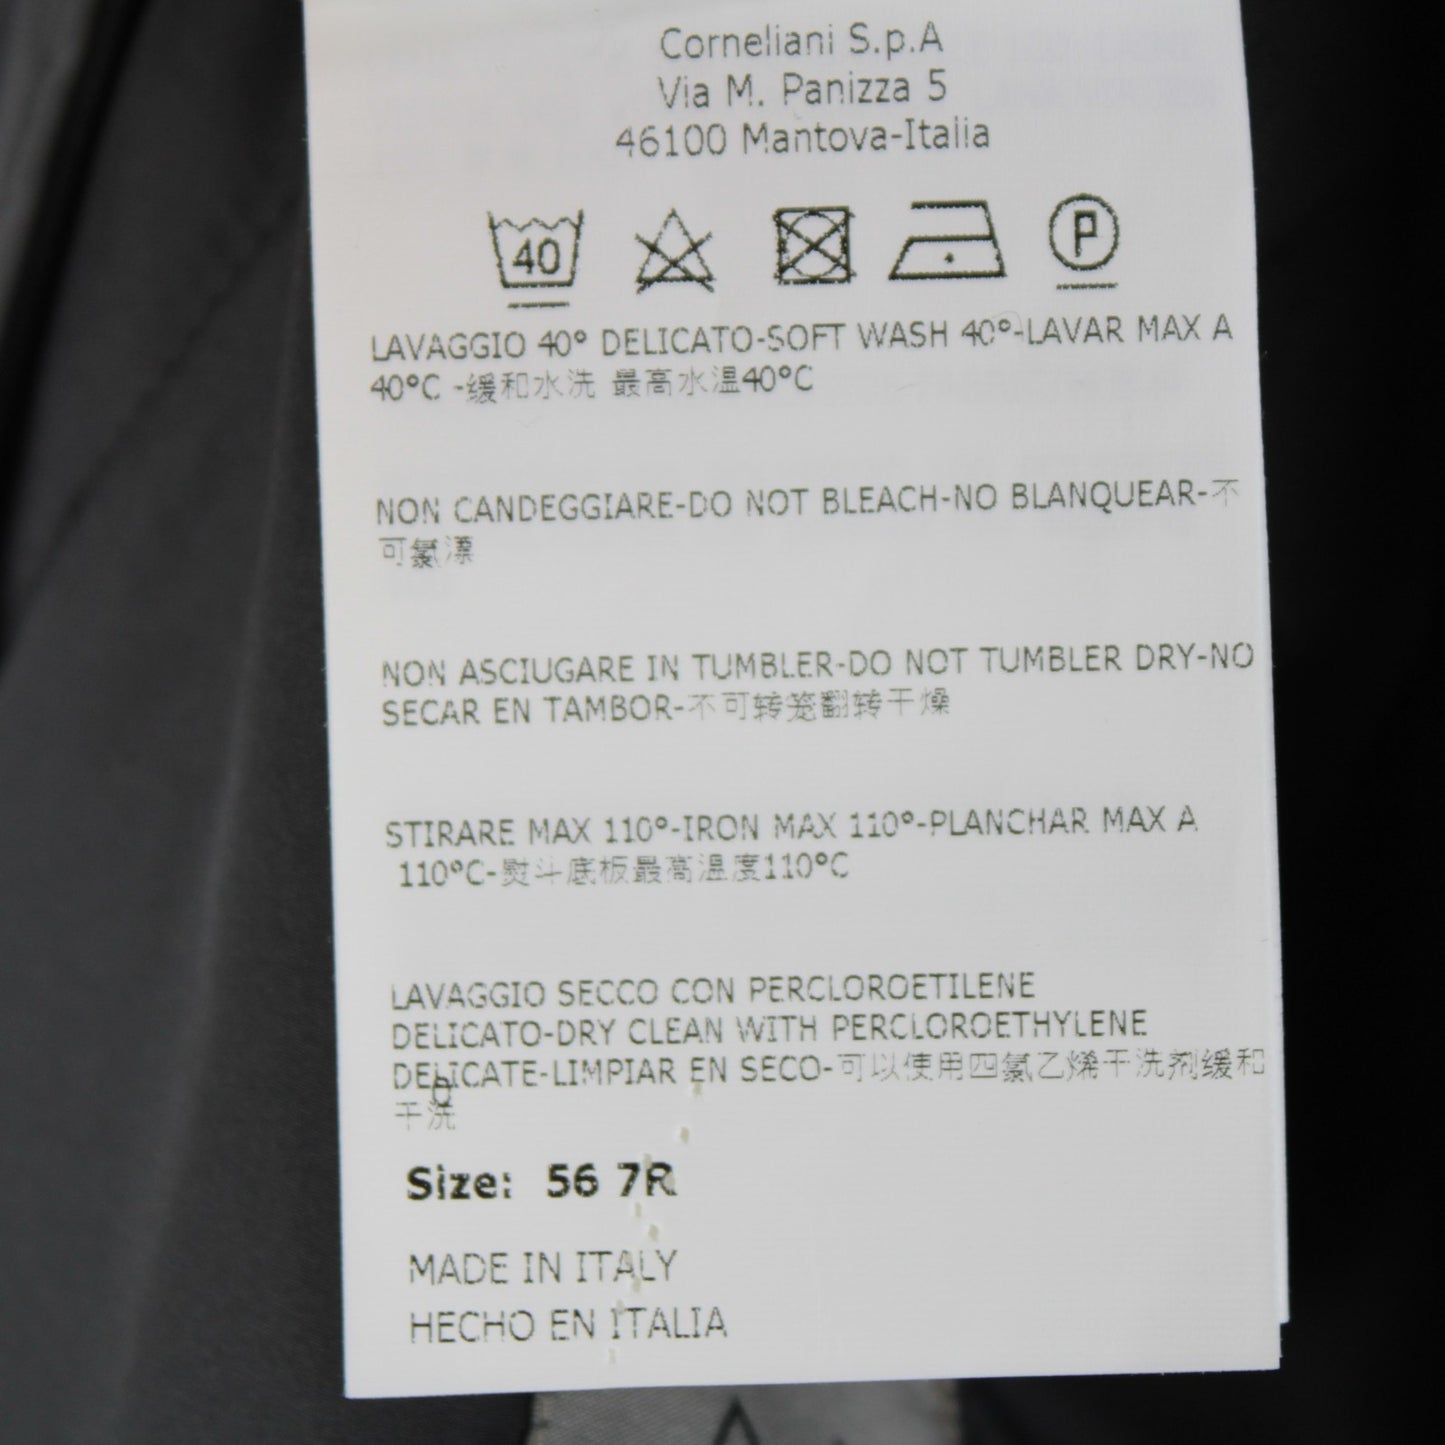 Corneliani S.p.A
Via M. Panizza 5
46100 Mantova-Italia
40
P
LAVAGGIO 40° DELICATO-SOFT WASH 40°-LAVAR MAX A
40°C -缓和水洗 最高水温40°C
NON CANDEGGIARE-DO NOT BLEACH-NO BLANQUEAR-不
可氯漂
NON ASCIUGARE IN TUMBLER-DO NOT TUMBLER DRY-NO
SECAR EN TAMBOR-不可转笼翻转干燥
STIRARE MAX 110°-IRON MAX 110°-PLANCHAR MAX A
110°C-熨斗底板最高温度110°C
LAVAGGIO SECCO CON PERCLOROETILENE
DELICATO-DRY CLEAN WITH PERCLOROETHYLENE
DELICATE-LIMPIAR EN SECO-可以使用四氯乙烯干洗剂缓和
干洗
Size: 56 7R
MADE IN ITALY
HECHO EN ITALIA